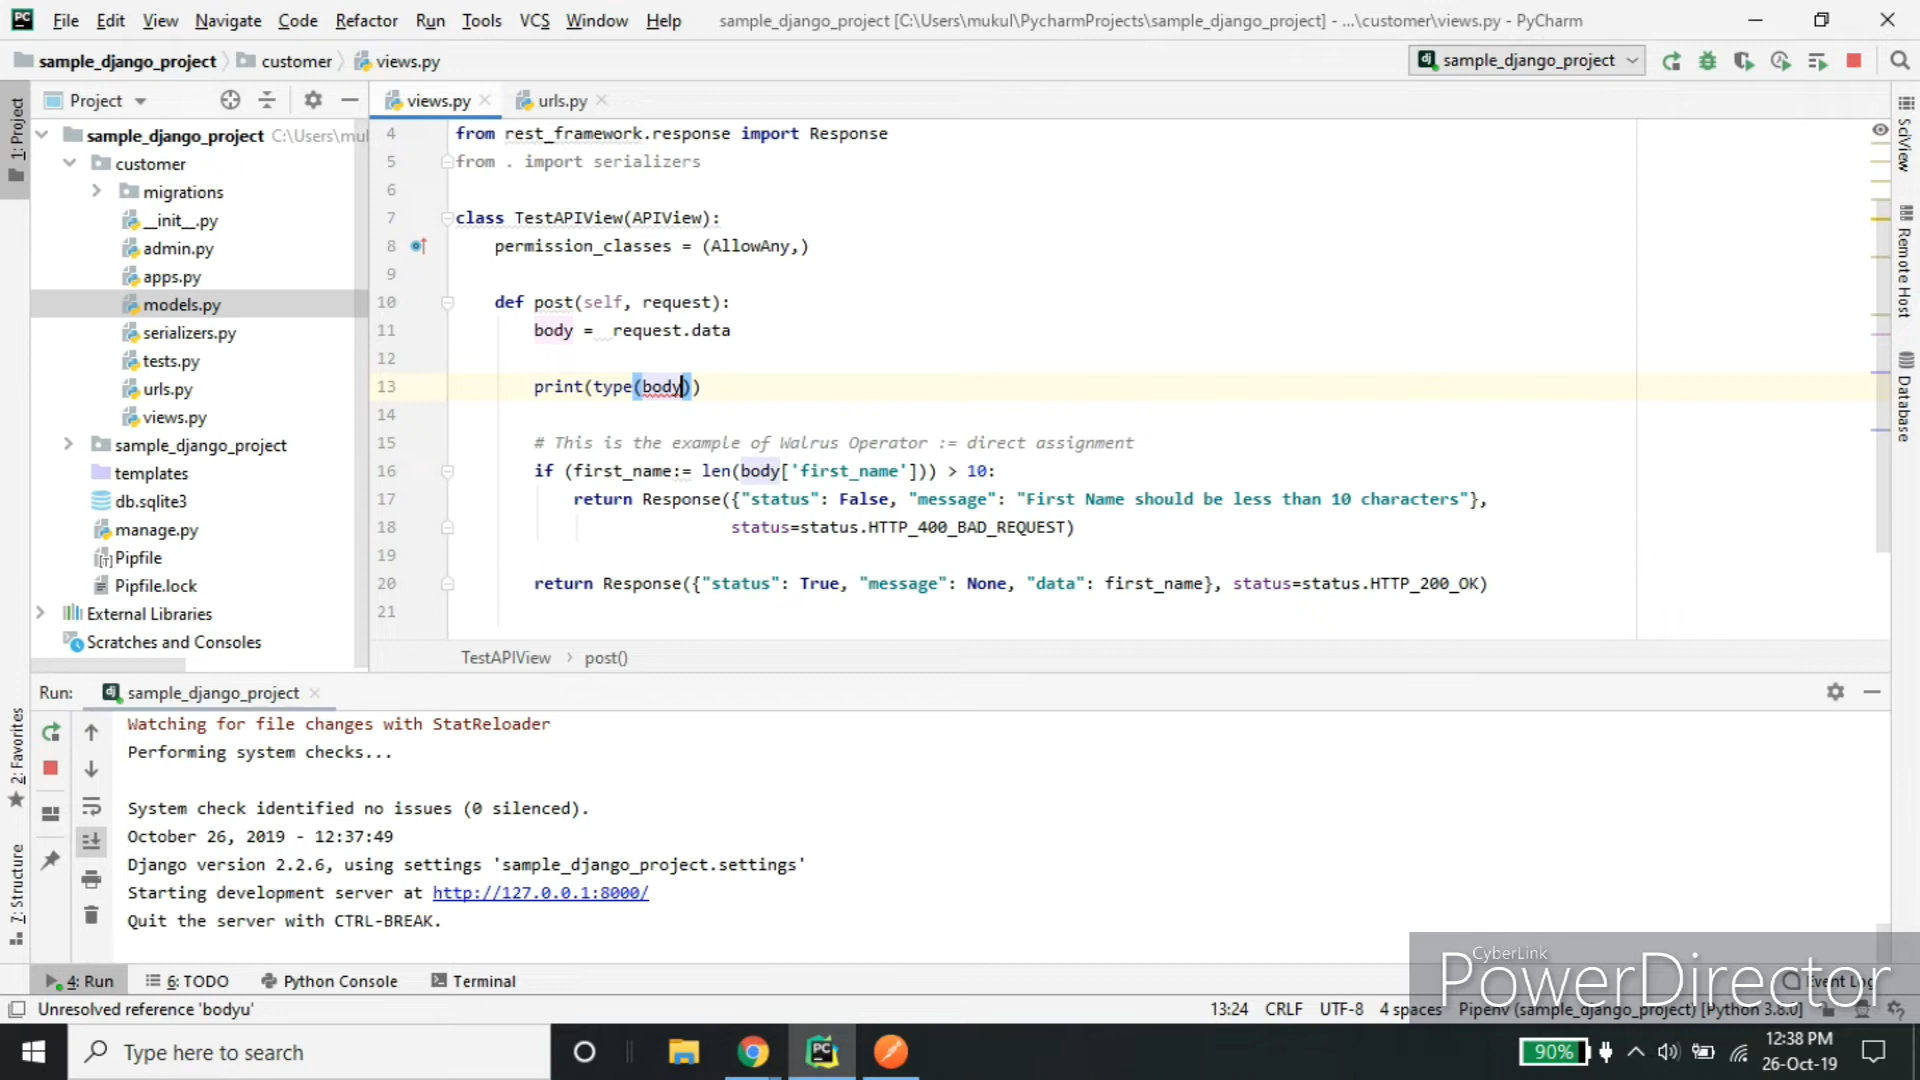 PC File Edit View Navigate Code Refactor Run Tools VCS Window Help sample_django_project [C:\Users\mukul\PycharmProjects\sample_django_project] - ...\customer\views.py - PyCharm
sample_django_project customer views.py
sample_django_project
1: Project
Project
views.py
urls.py
sample_django_project C:\Users\mul
customer
migrations
__init__.py
admin.py
apps.py
models.py
serializers.py
tests.py
urls.py
views.py
sample_django_project
templates
db.sqlite3
manage.py
Pipfile
Pipfile.lock
External Libraries
Scratches and Consoles
4 from rest_framework.response import Response
5 from . import serializers
6
7 class TestAPIView(APIView):
8 permission_classes = (AllowAny,)
9
10 def post(self, request):
11 body = request.data
12
13 print(type(body))
14
15 # This is the example of Walrus Operator := direct assignment
16 if (first_name:= len(body['first_name'])) > 10:
17 return Response({"status": False, "message": "First Name should be less than 10 characters"},
18 status=status.HTTP_400_BAD_REQUEST)
19
20 return Response({"status": True, "message": None, "data": first_name}, status=status.HTTP_200_OK)
21
TestAPIView post()
SciView
Remote Host
Database
Run: sample_django_project
Watching for file changes with StatReloader
Performing system checks...
System check identified no issues (0 silenced).
October 26, 2019 - 12:37:49
Django version 2.2.6, using settings 'sample_django_project.settings'
Starting development server at http://127.0.0.1:8000/
Quit the server with CTRL-BREAK.
2: Favorites
7: Structure
4: Run 6: TODO Python Console Terminal Event Log
CyberLink
PowerDirector
Unresolved reference 'bodyu' 13:24 CRLF UTF-8 4 spaces Pipenv (sample_django_project) [Python 3.8.0]
Type here to search
90%
12:38 PM
26-Oct-19